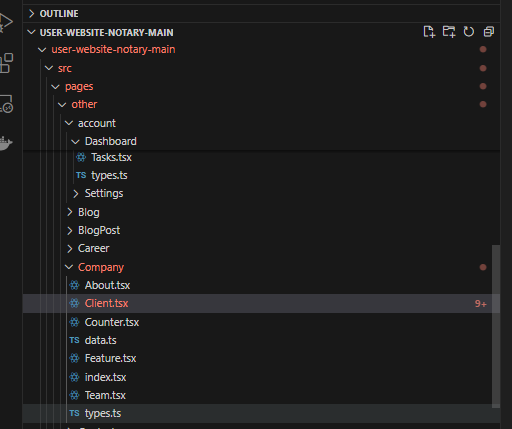 OUTLINE
USER-WEBSITE-NOTARY-MAIN
user-website-notary-main
src
pages
other
account
Dashboard
Tasks.tsx
TS types.ts
Settings
Blog
BlogPost
Career
Company
About.tsx
Client.tsx 9+
Counter.tsx
TS data.ts
Feature.tsx
index.tsx
Team.tsx
TS types.ts